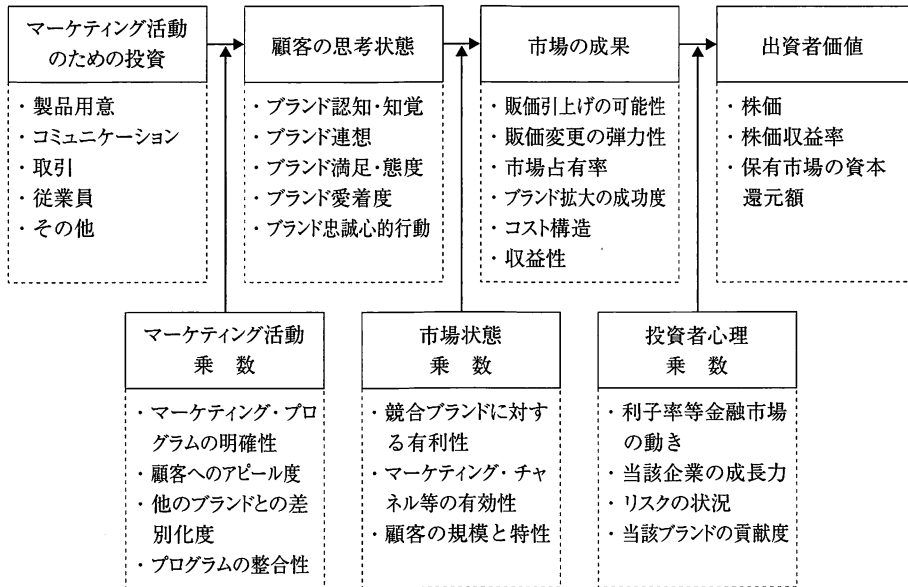 マーケティング活動
のための投資
・製品用意
・コミュニケーション
・取引
・従業員
・その他
顧客の思考状態
・ブランド認知・知覚
・ブランド連想
・ブランド満足・態度
・ブランド愛着度
・ブランド忠誠心的行動
市場の成果
・販価引上げの可能性
・販価変更の弾力性
・市場占有率
・ブランド拡大の成功度
・コスト構造
・収益性
出資者価値
・株価
・株価収益率
・保有市場の資本
還元額
マーケティング活動
乗 数
・マーケティング・プロ
グラムの明確性
・顧客へのアピール度
・他のブランドとの差
別化度
・プログラムの整合性
市場状態
乗 数
・競合ブランドに対す
る有利性
・マーケティング・チャ
ネル等の有効性
・顧客の規模と特性
投資者心理
乗 数
・利子率等金融市場
の動き
・当該企業の成長力
・リスクの状況
・当該ブランドの貢献度